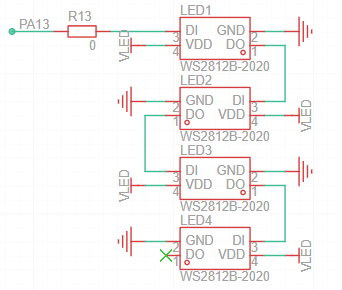 PA13
R13
0
LED1
VLED
3
4
DI
VDD
GND
DO
2
1
WS2812B-2020
LED2
2
1
GND
DO
DI
VDD
3
4
VLED
WS2812B-2020
LED3
VLED
3
4
DI
VDD
GND
DO
2
1
WS2812B-2020
LED4
2
1
GND
DO
DI
VDD
3
4
VLED
WS2812B-2020